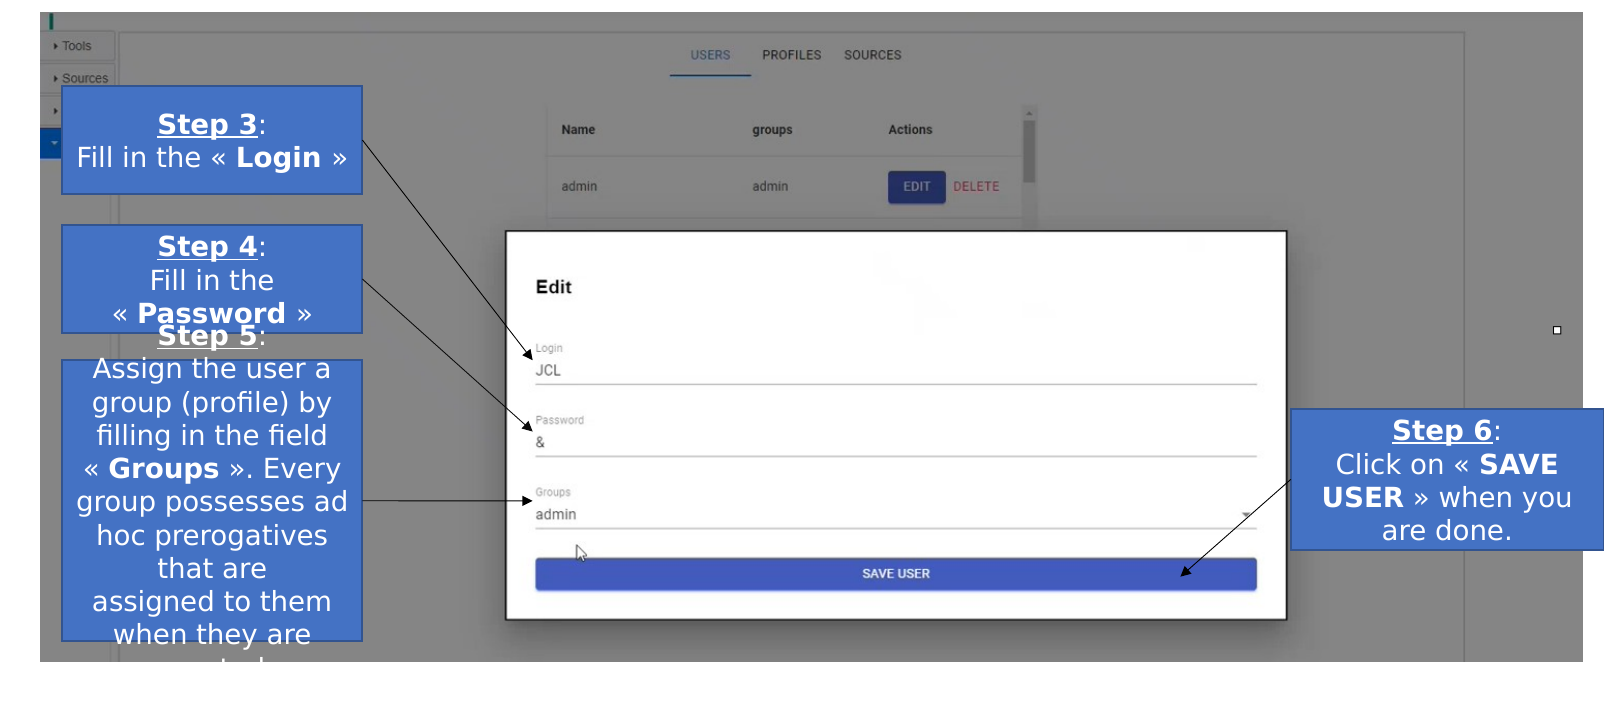 Tools
Sources
USERS PROFILES SOURCES
Name groups Actions
admin admin EDIT DELETE
Step 3:
Fill in the « Login »
Step 4:
Fill in the
« Password »
Step 5:
Assign the user a
group (profile) by
filling in the field
« Groups ». Every
group possesses ad
hoc prerogatives
that are
assigned to them
when they are
Edit
Login
JCL
Password
&
Groups
admin
SAVE USER
Step 6:
Click on « SAVE
USER » when you
are done.